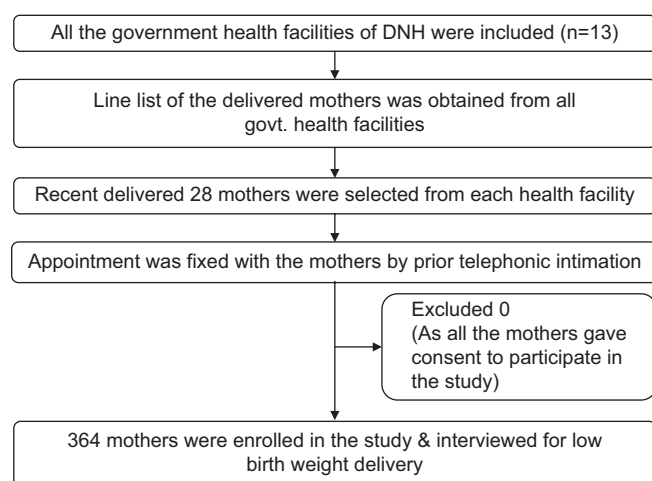 All the government health facilities of DNH were included (n=13)
Line list of the delivered mothers was obtained from all
govt. health facilities
Recent delivered 28 mothers were selected from each health facility
Appointment was fixed with the mothers by prior telephonic intimation
Excluded 0
(As all the mothers gave
consent to participate in
the study)
364 mothers were enrolled in the study & interviewed for low
birth weight delivery